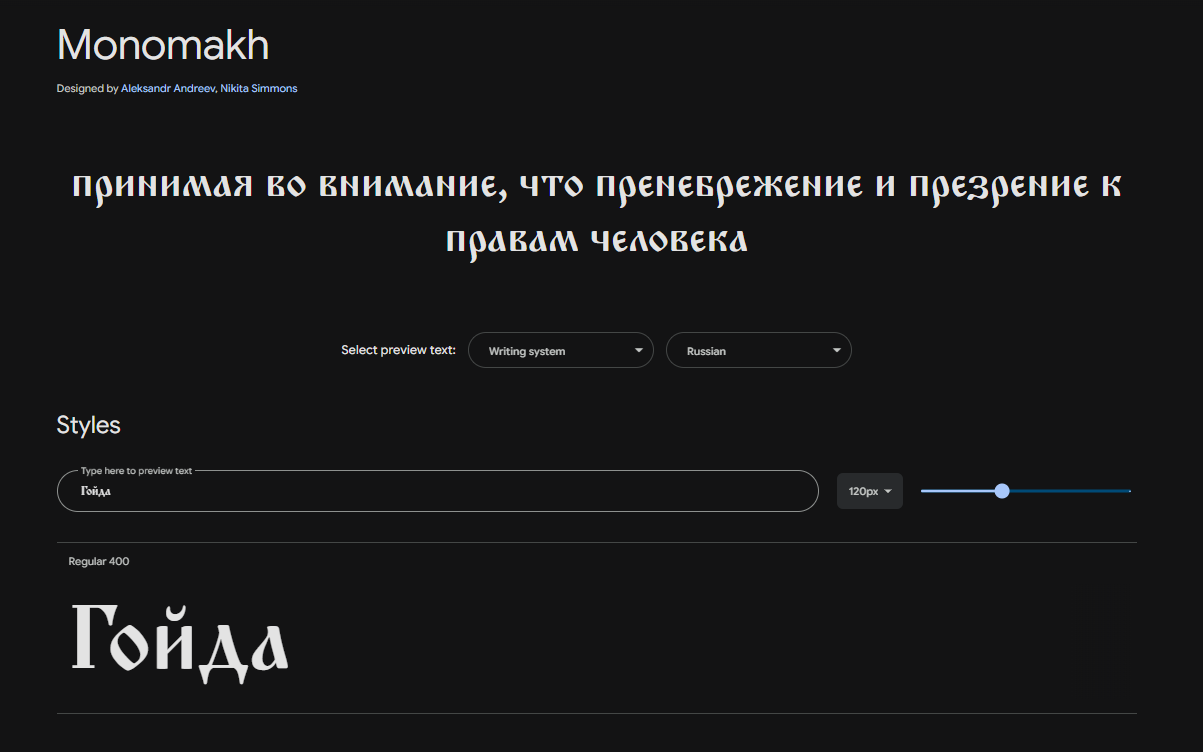 Monomakh
Designed by Aleksandr Andreev, Nikita Simmons
принимая во внимание, что пренебрежение и презрение к
правам человека
Select preview text:
Writing system
Russian
Styles
Type here to preview text
Гойда
120px
Regular 400
Гойда